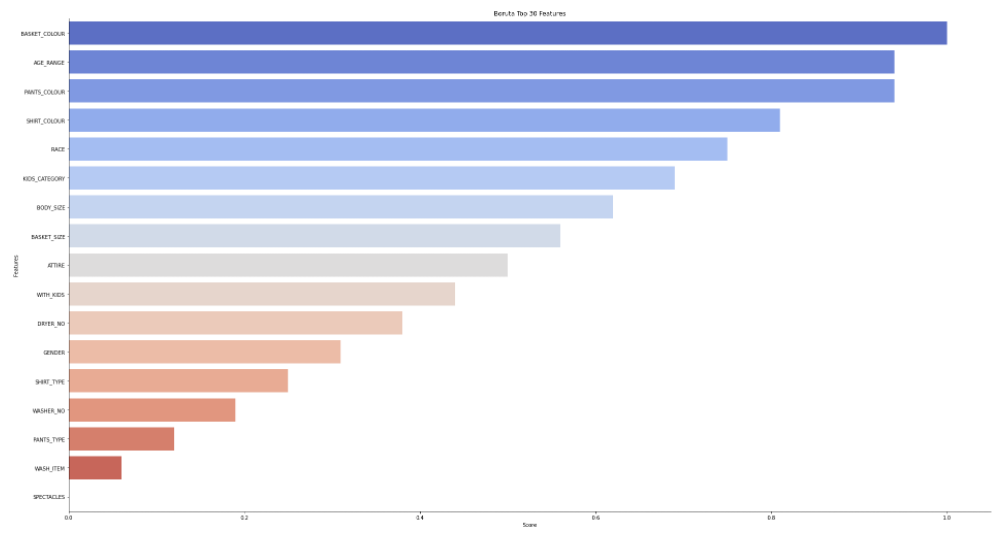 Boruta Top 30 Features
BASKET_COLOUR
AGE_RANGE
PANTS_COLOUR
SHIRT_COLOUR
RACE
KIDS_CATEGORY
BODY_SIZE
BASKET_SIZE
ATTIRE
WITH_KIDS
DRYER_NO
GENDER
SHIRT_TYPE
WASHER_NO
PANTS_TYPE
WASH_ITEM
SPECTACLES
Features
0.0 0.2 0.4 0.6 0.8 1.0
Score